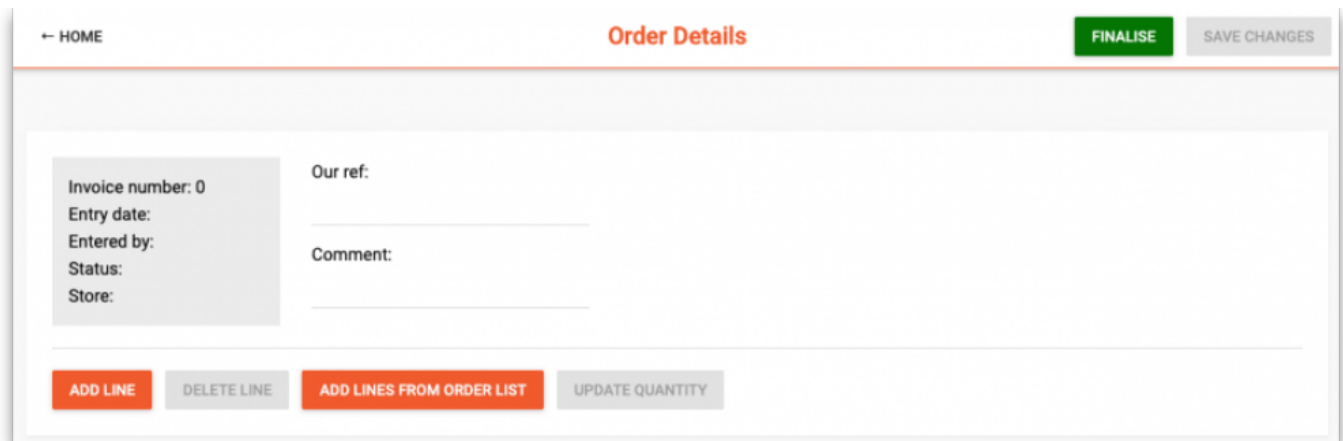 ← HOME
Order Details
FINALISE
SAVE CHANGES
Invoice number: 0
Entry date:
Entered by:
Status:
Store:
Our ref:
Comment:
ADD LINE
DELETE LINE
ADD LINES FROM ORDER LIST
UPDATE QUANTITY